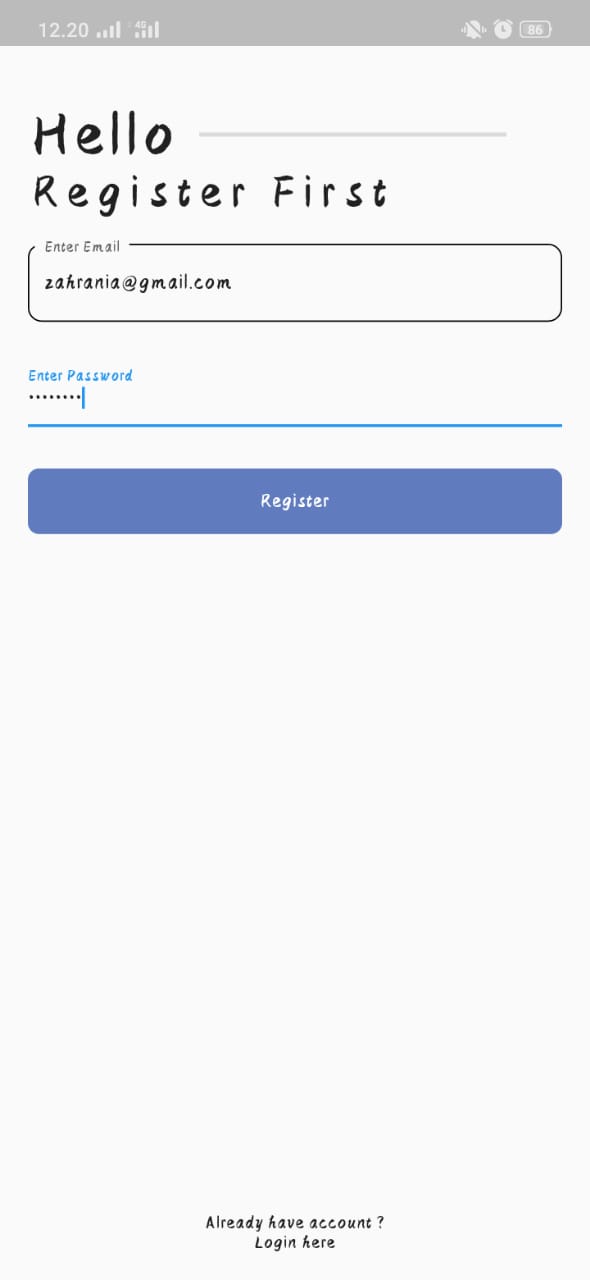 12.20 4G 86
Hello
Register First
Enter Email
zahrania@gmail.com
Enter Password
••••••••
Register
Already have account ?
Login here